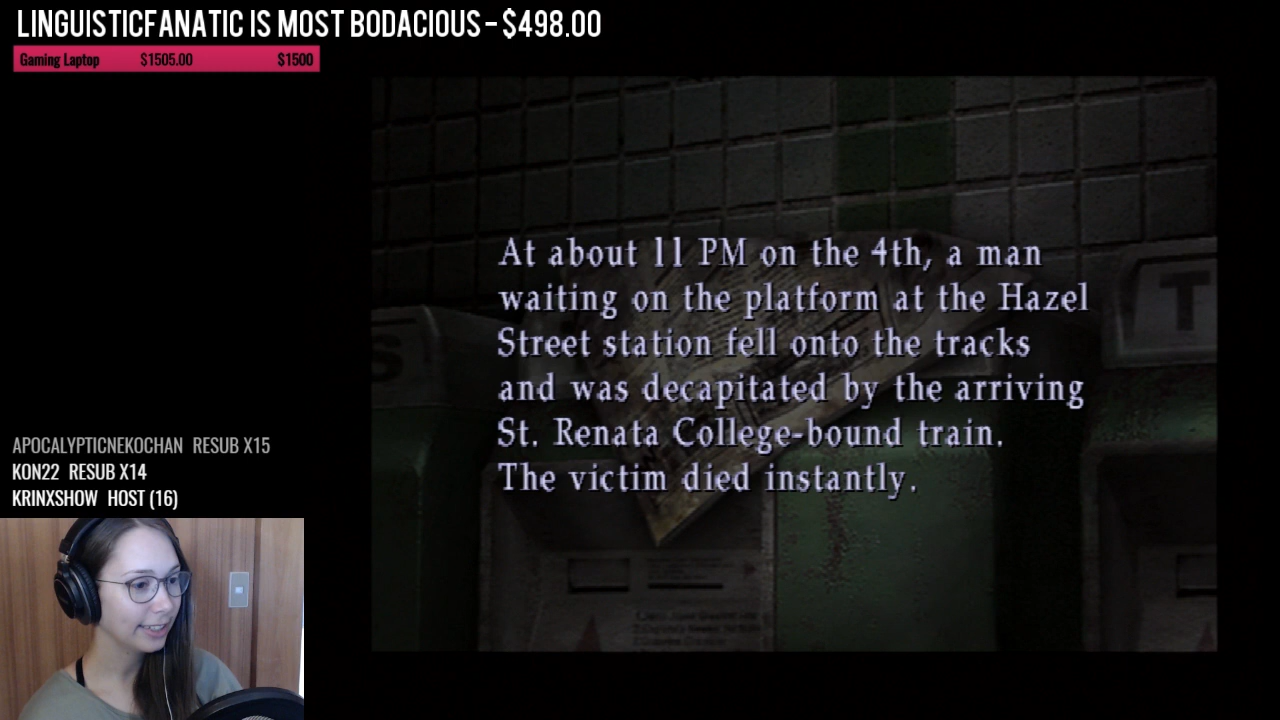 LINGUISTICFANATIC IS MOST BODACIOUS - $498.00
Gaming Laptop $1505.00 $1500
At about 11 PM on the 4th, a man
waiting on the platform at the Hazel
Street station fell onto the tracks
and was decapitated by the arriving
St. Renata College-bound train.
The victim died instantly.
S
T
APOCALYPTICNEKOCHAN RESUB X15
KON22 RESUB X14
KRINXSHOW HOST (16)